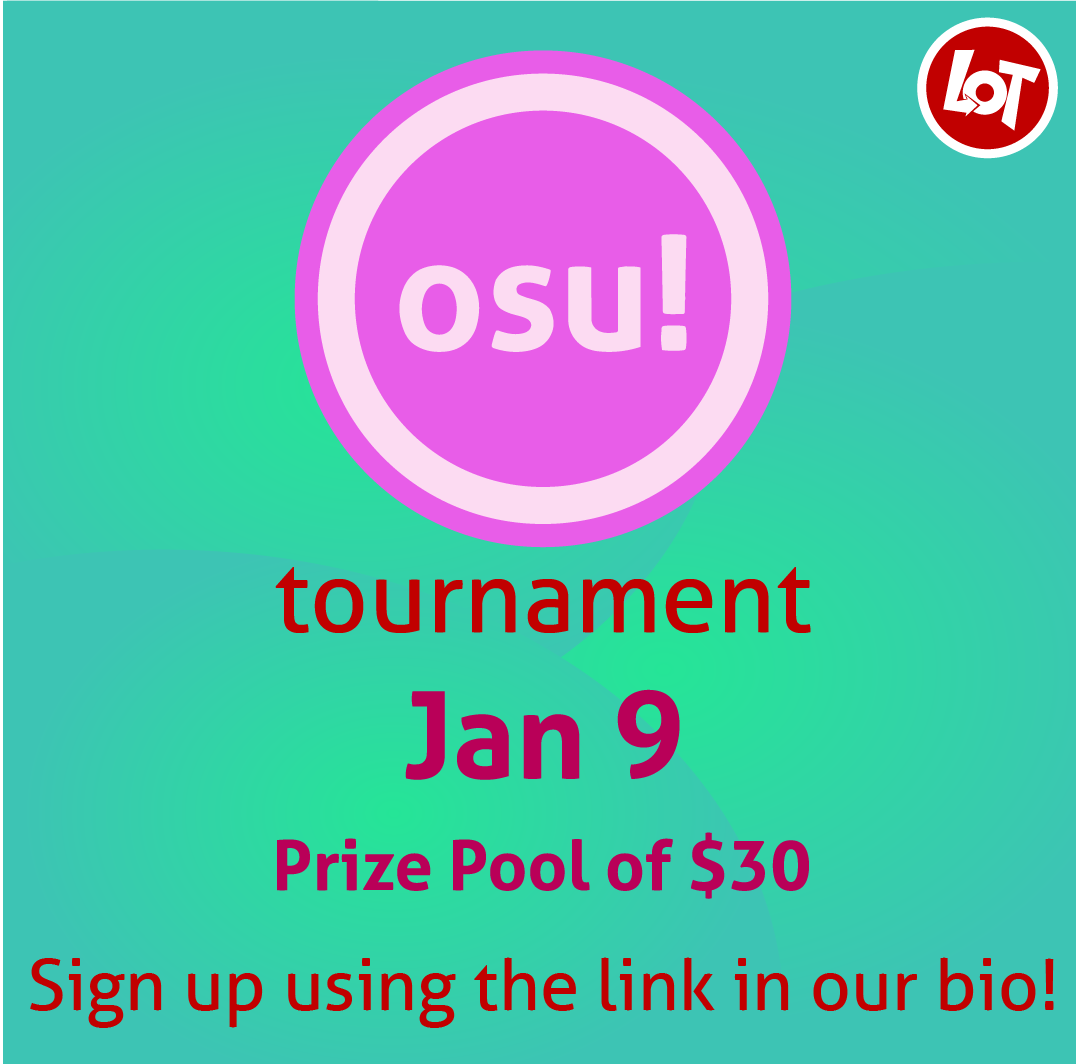 LOT
osu!
tournament
Jan 9
Prize Pool of $30
Sign up using the link in our bio!